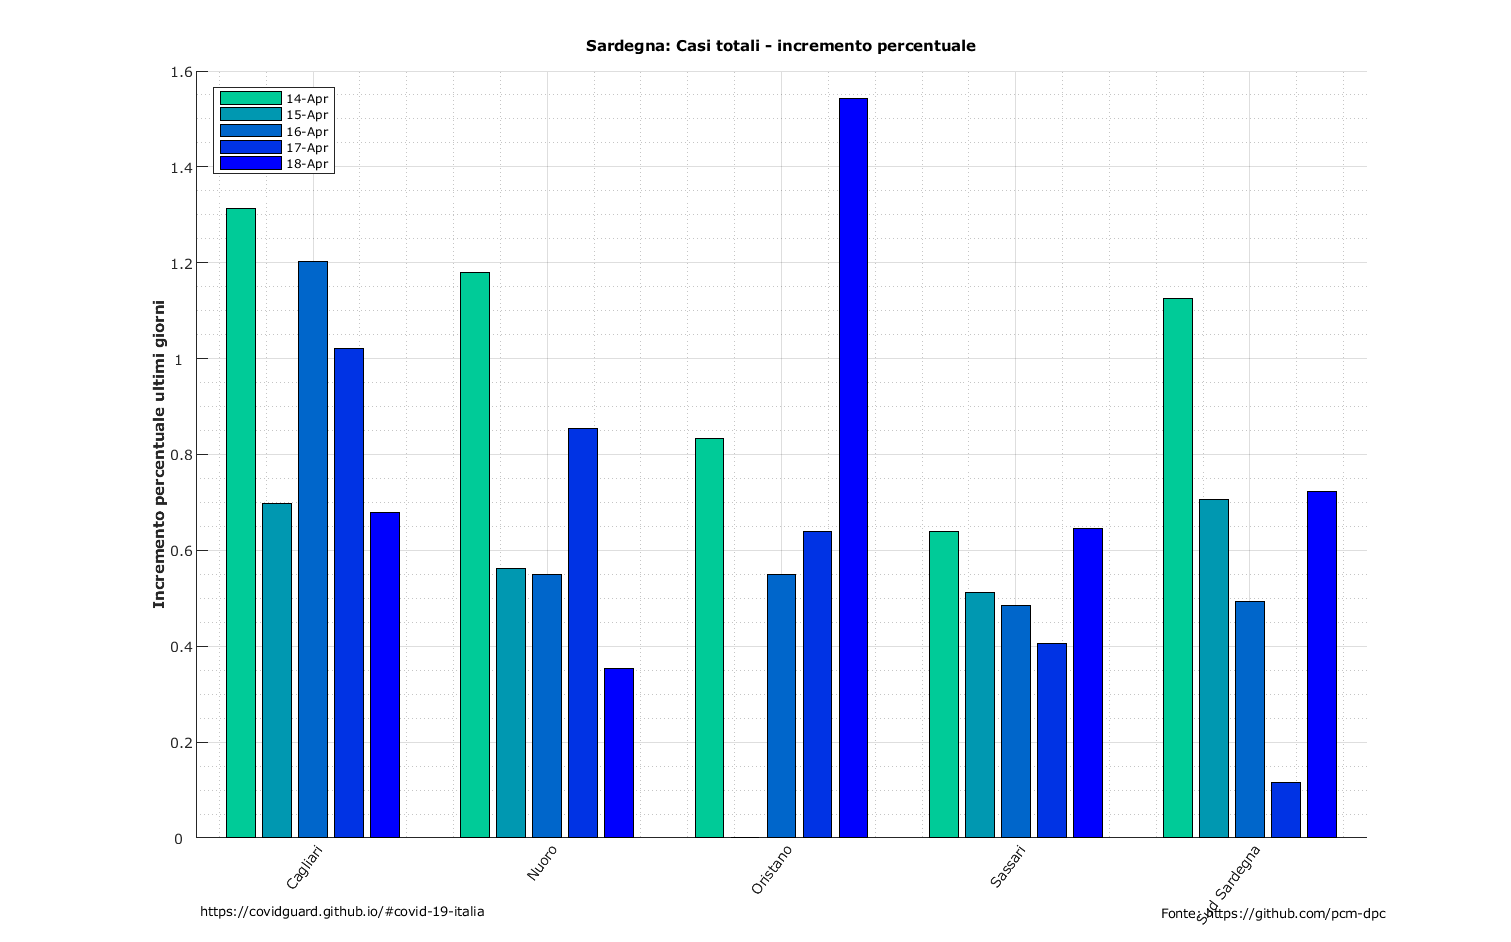 Sardegna: Casi totali - incremento percentuale
Incremento percentuale ultimi giorni
1.6
1.4
1.2
1
0.8
0.6
0.4
0.2
0
14-Apr
15-Apr
16-Apr
17-Apr
18-Apr
Cagliari
Nuoro
Oristano
Sassari
Sud Sardegna
https://covidguard.github.io/#covid-19-italia
Fonte: https://github.com/pcm-dpc